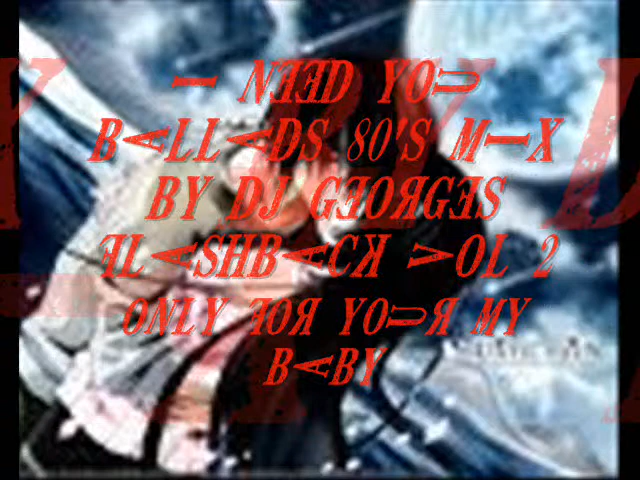 I NEED YOU
BALLADS 80'S MIX
BY DJ GEORGES
FLASHBACK VOL 2
ONLY FOR YOUR MY
BABY